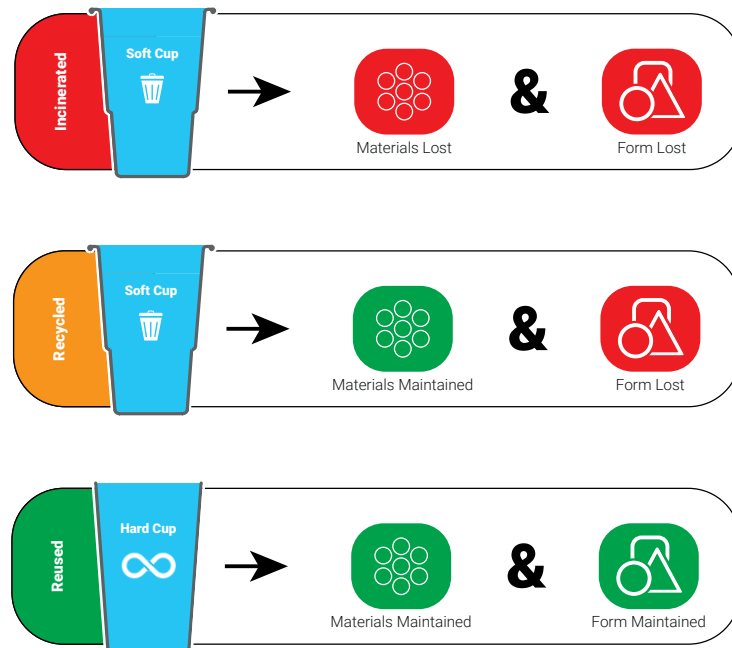 Incinerated
Soft Cup
&
Materials Lost
Form Lost
Recycled
Soft Cup
&
Materials Maintained
Form Lost
Reused
Hard Cup
&
Materials Maintained
Form Maintained